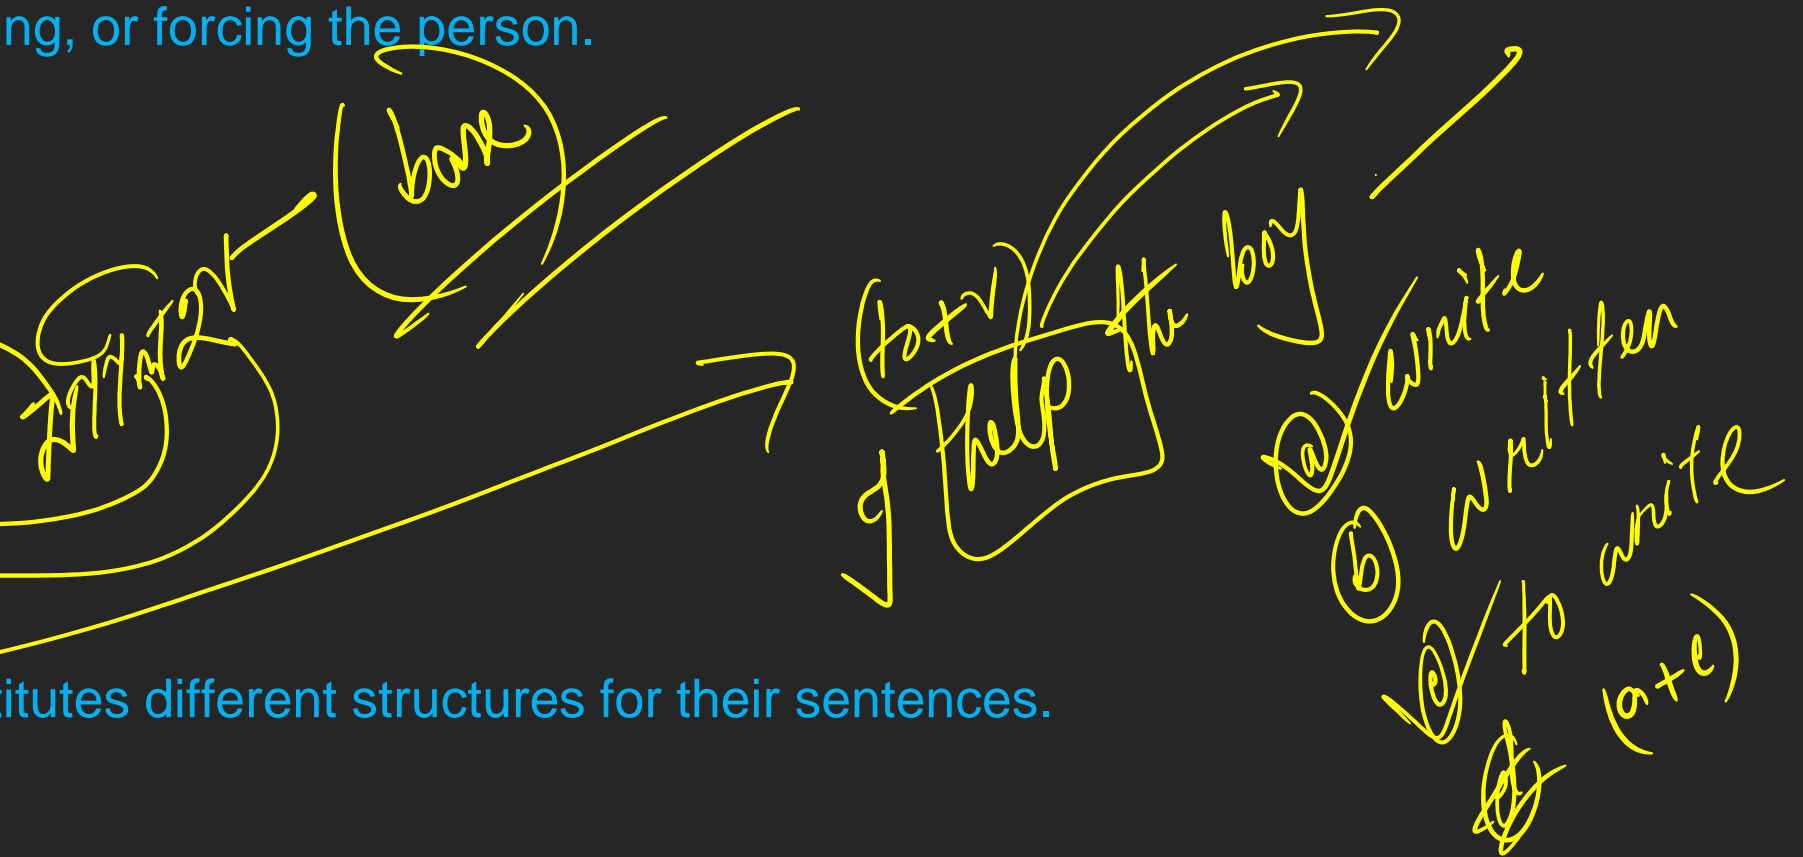 ng, or forcing the person.
base
(to+v)
I help the boy
ⓐ write
ⓑ written
ⓒ to write
ⓓ (a+c)
titutes different structures for their sentences.